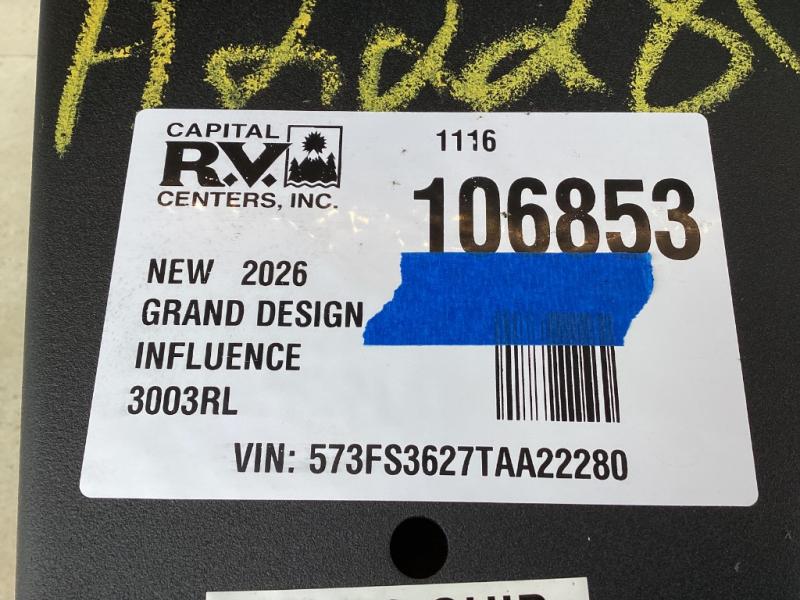 CAPITAL
R.V.
CENTERS, INC.
1116
106853
NEW 2026
GRAND DESIGN
INFLUENCE
3003RL
VIN: 573FS3627TAA22280